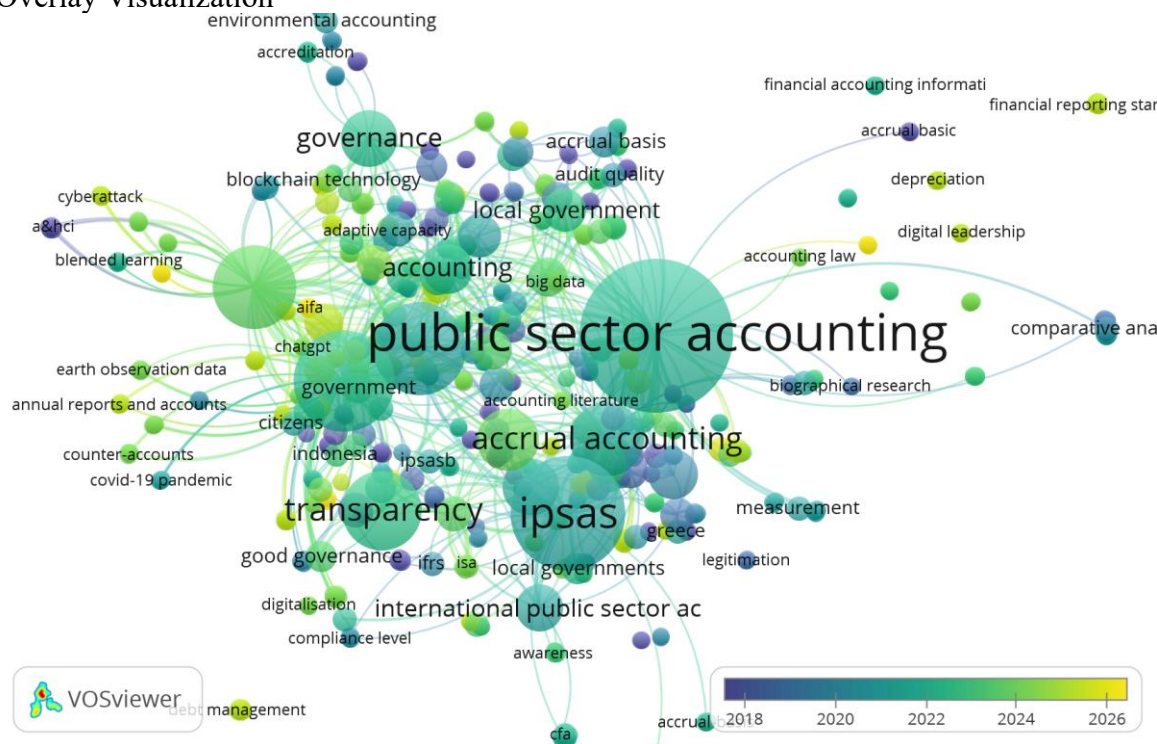 Overlay Visualization
environmental accounting
accreditation
financial accounting informati
financial reporting star
governance
accrual basis
accrual basic
blockchain technology
audit quality
depreciation
cyberattack
local government
a&hci
adaptive capacity
digital leadership
blended learning
accounting
accounting law
big data
aifa
public sector accounting
comparative ana
chatgpt
earth observation data
government
biographical research
annual reports and accounts
accounting literature
citizens
accrual accounting
counter-accounts
indonesia
ipsasb
covid-19 pandemic
transparency
ipsas
measurement
greece
good governance
ifrs
isa
local governments
legitimation
digitalisation
international public sector ac
compliance level
awareness
VOSviewer
debt management
cfa
accrual basis
2018
2020
2022
2024
2026